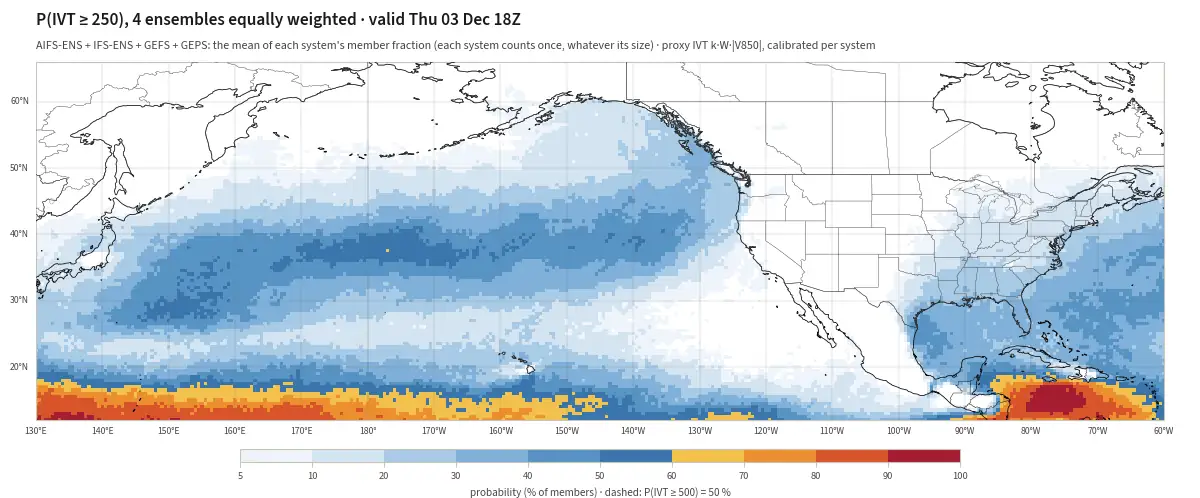 P(IVT ≥ 250), 4 ensembles equally weighted · valid Thu 03 Dec 18Z
AIFS-ENS + IFS-ENS + GEFS + GEPS: the mean of each system's member fraction (each system counts once, whatever its size) · proxy IVT k·W·|V850|, calibrated per system
60°N
50°N
40°N
30°N
20°N
130°E 140°E 150°E 160°E 170°E 180° 170°W 160°W 150°W 140°W 130°W 120°W 110°W 100°W 90°W 80°W 70°W 60°W
5 10 20 30 40 50 60 70 80 90 100
probability (% of members) · dashed: P(IVT ≥ 500) = 50 %